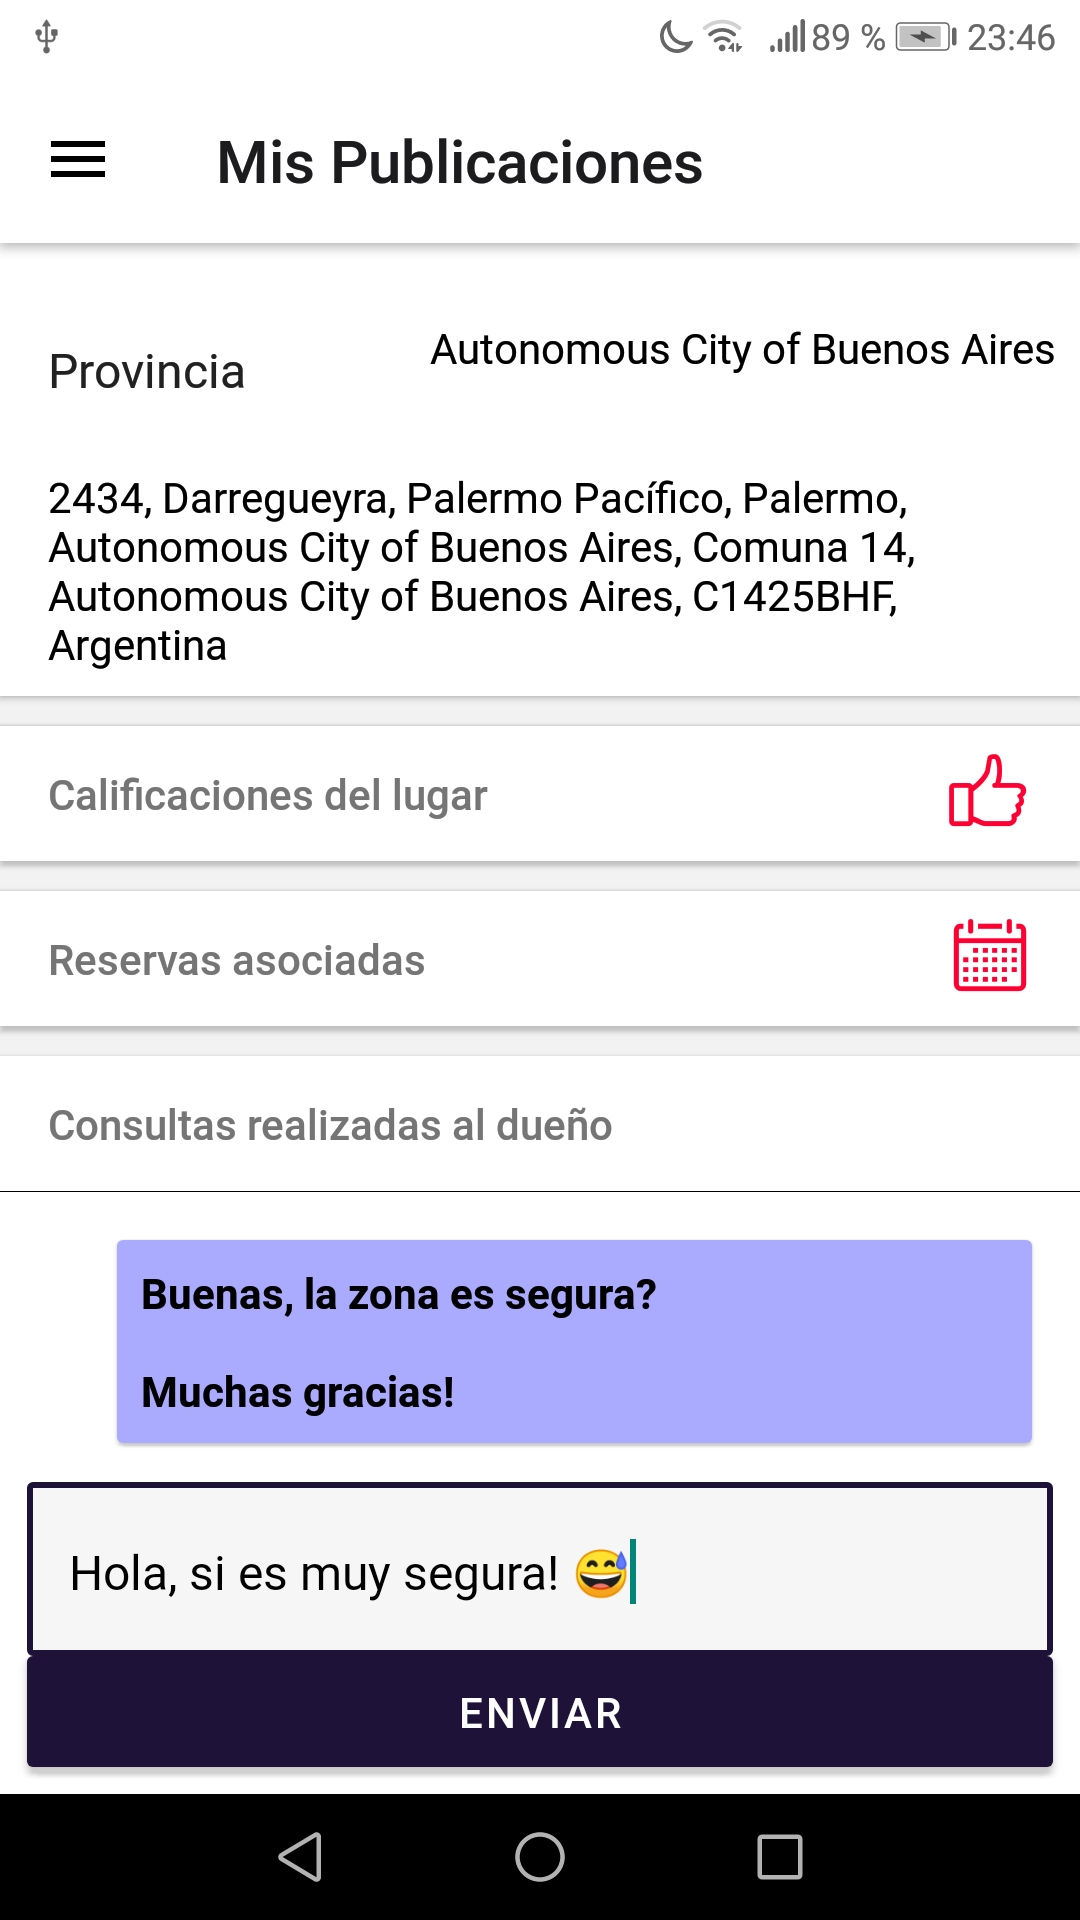 89 % 23:46
Mis Publicaciones
Provincia
Autonomous City of Buenos Aires
2434, Darregueyra, Palermo Pacífico, Palermo,
Autonomous City of Buenos Aires, Comuna 14,
Autonomous City of Buenos Aires, C1425BHF,
Argentina
Calificaciones del lugar
Reservas asociadas
Consultas realizadas al dueño
Buenas, la zona es segura?
Muchas gracias!
Hola, si es muy segura! 😅
ENVIAR